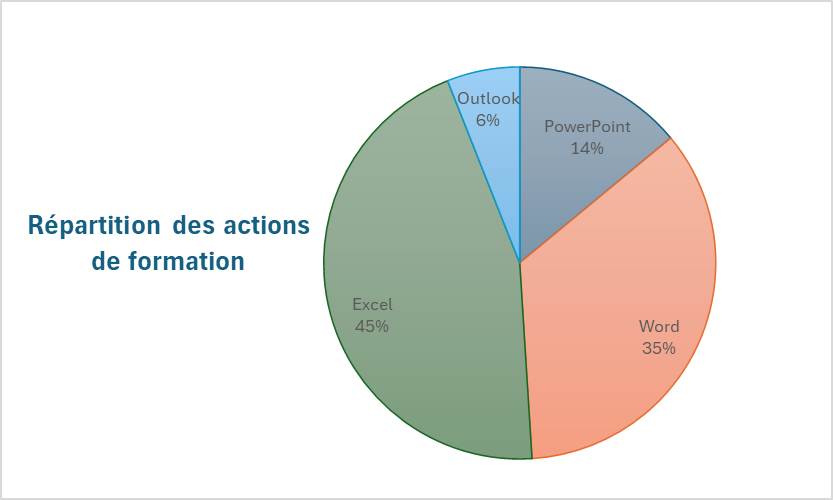 Répartition des actions
de formation
Outlook
6%
PowerPoint
14%
Excel
45%
Word
35%